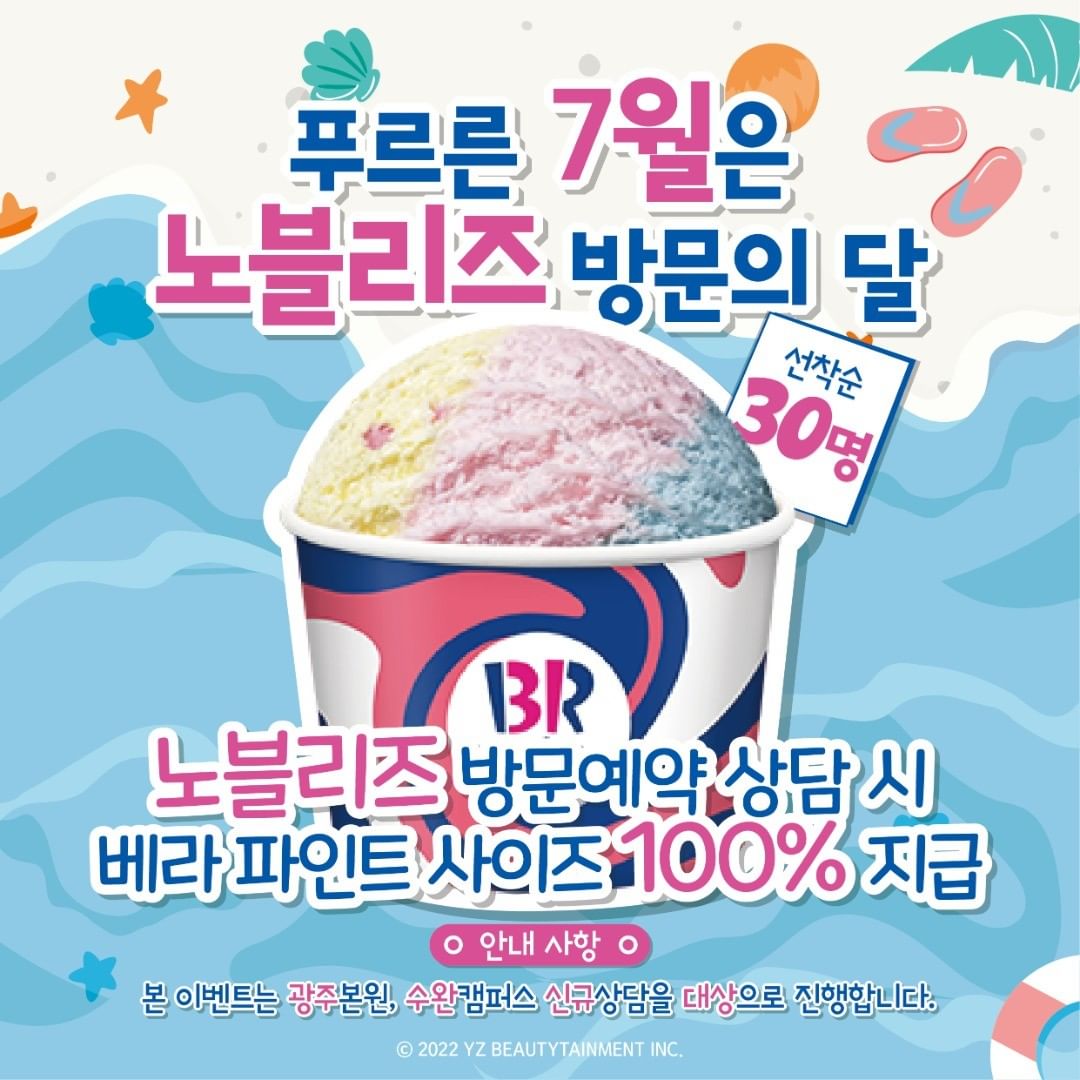 푸르른 7월은
노블리즈 방문의 달
선착순
30명
BR
노블리즈 방문예약 상담 시
베라 파인트 사이즈 100% 지급
안내 사항
본 이벤트는 광주본원, 수완캠퍼스 신규상담을 대상으로 진행합니다.
© 2022 YZ BEAUTYTAINMENT INC.